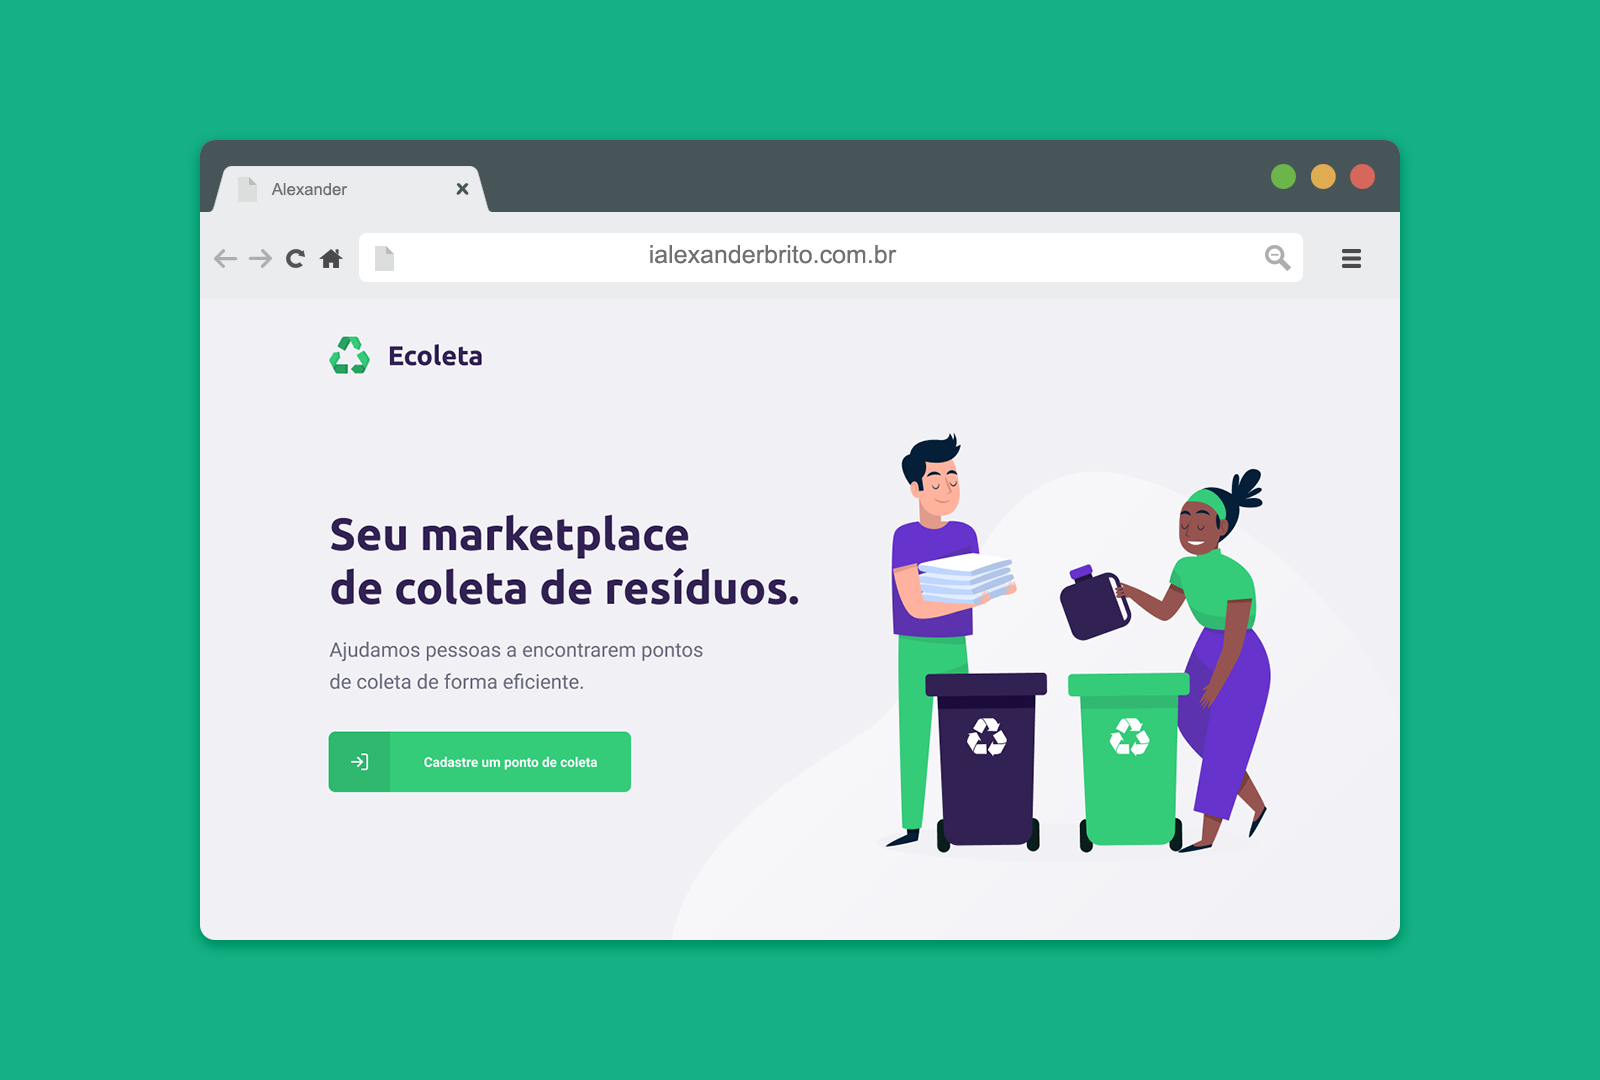 Alexander
ialexanderbrito.com.br
Ecoleta
Seu marketplace
de coleta de resíduos.
Ajudamos pessoas a encontrarem pontos
de coleta de forma eficiente.
Cadastre um ponto de coleta